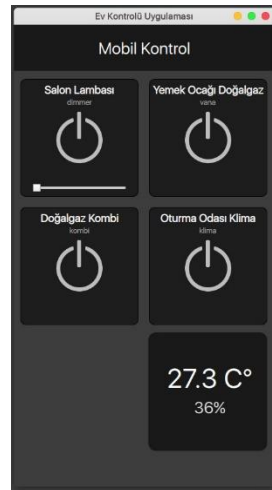 Ev Kontrolü Uygulaması
Mobil Kontrol
Salon Lambası
dimmer
Yemek Ocağı Doğalgaz
vana
Doğalgaz Kombi
kombi
Oturma Odası Klima
klima
27.3 C°
36%